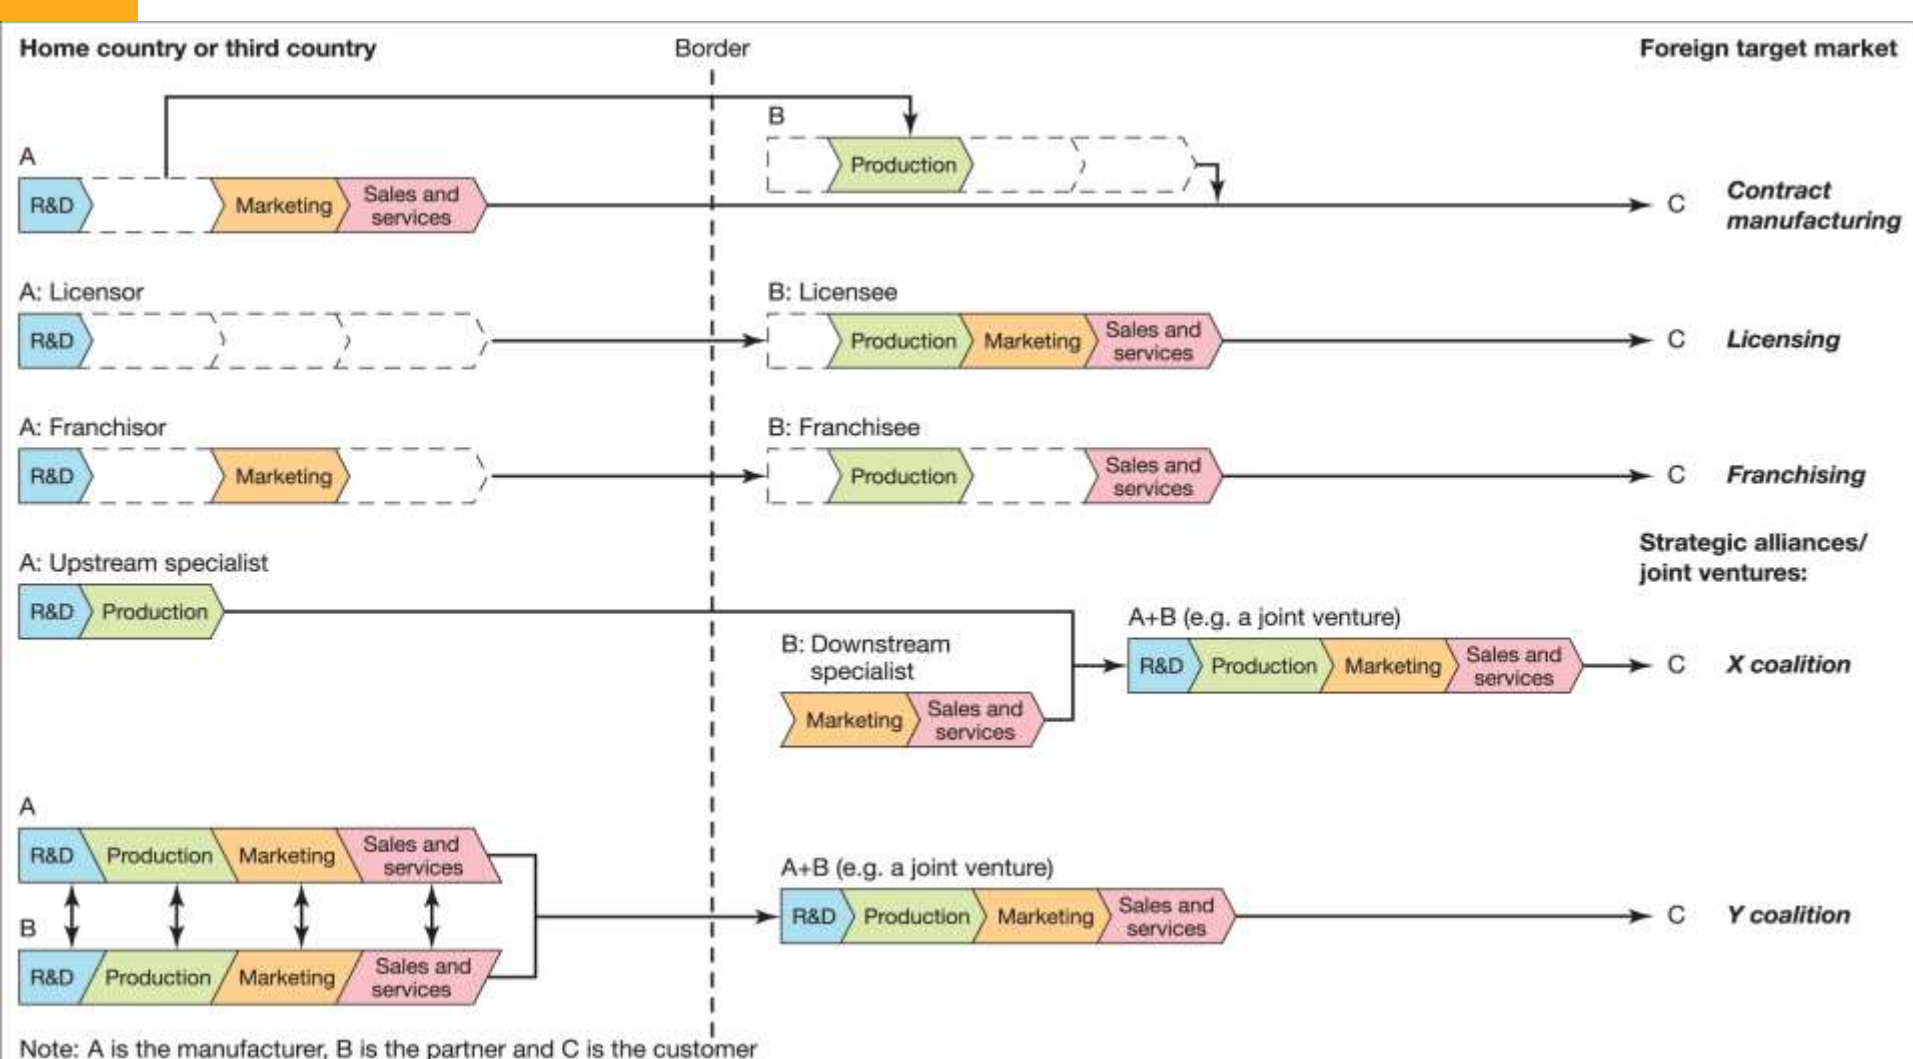 Home country or third country
Border
Foreign target market
A
R&D
Marketing
Sales and
services
B
Production
C
Contract
manufacturing
A: Licensor
R&D
B: Licensee
Production
Marketing
Sales and
services
C
Licensing
A: Franchisor
R&D
Marketing
B: Franchisee
Production
Sales and
services
C
Franchising
Strategic alliances/
joint ventures:
A: Upstream specialist
R&D
Production
B: Downstream
specialist
Marketing
Sales and
services
A+B (e.g. a joint venture)
R&D
Production
Marketing
Sales and
services
C
X coalition
A
R&D
Production
Marketing
Sales and
services
B
R&D
Production
Marketing
Sales and
services
A+B (e.g. a joint venture)
R&D
Production
Marketing
Sales and
services
C
Y coalition
Note: A is the manufacturer, B is the partner and C is the customer